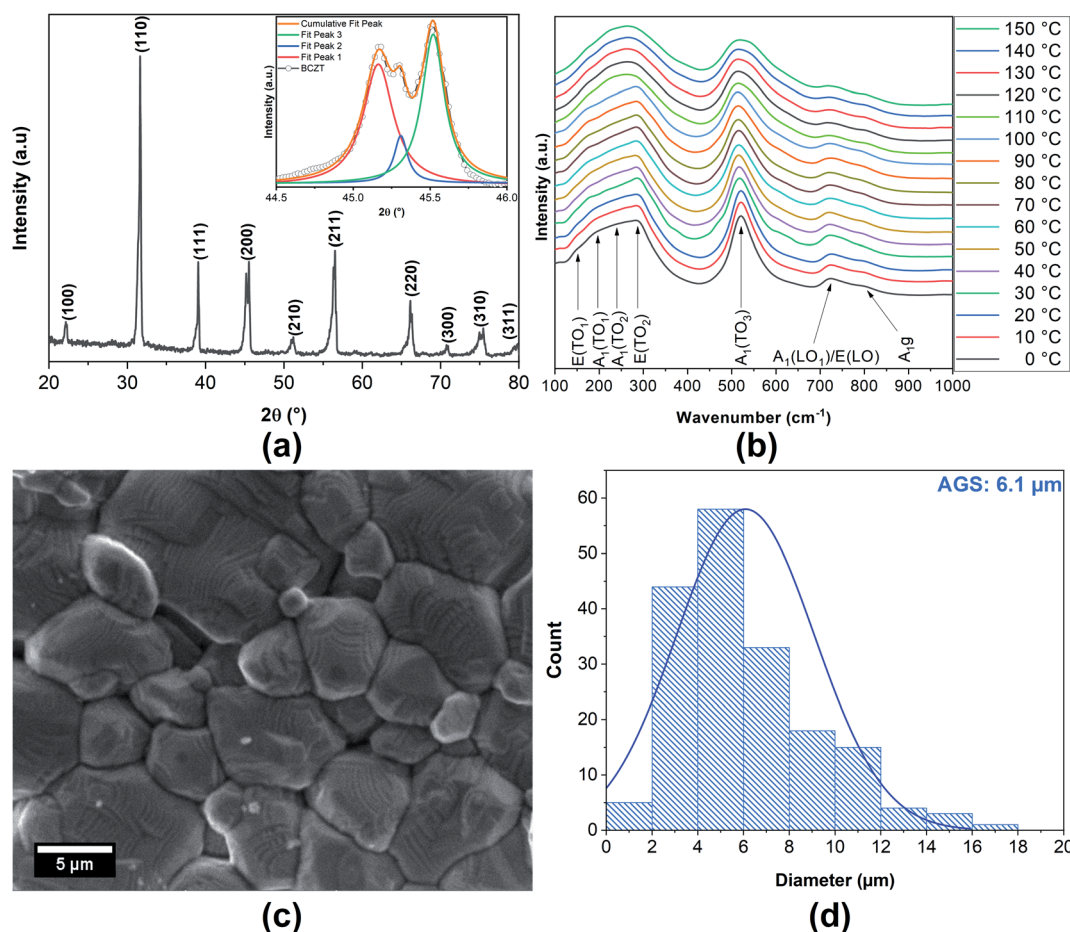 Intensity (a.u)
(100)
(110)
(111)
(200)
(210)
(211)
(220)
(300)
(310)
(311)
20 30 40 50 60 70 80
2θ (°)
Intensity (a.u.)
Cumulative Fit Peak
Fit Peak 3
Fit Peak 2
Fit Peak 1
BCZT
44.5 45.0 45.5 46.0
2θ (°)
(a)
Intensity (a.u.)
E(TO1)
A1(TO1)
A1(TO2)
E(TO2)
A1(TO3)
A1(LO1)/E(LO)
A1g
100 200 300 400 500 600 700 800 900 1000
Wavenumber (cm-1)
150 °C
140 °C
130 °C
120 °C
110 °C
100 °C
90 °C
80 °C
70 °C
60 °C
50 °C
40 °C
30 °C
20 °C
10 °C
0 °C
(b)
5 µm
(c)
AGS: 6.1 µm
Count
60
50
40
30
20
10
0
0 2 4 6 8 10 12 14 16 18 20
Diameter (µm)
(d)